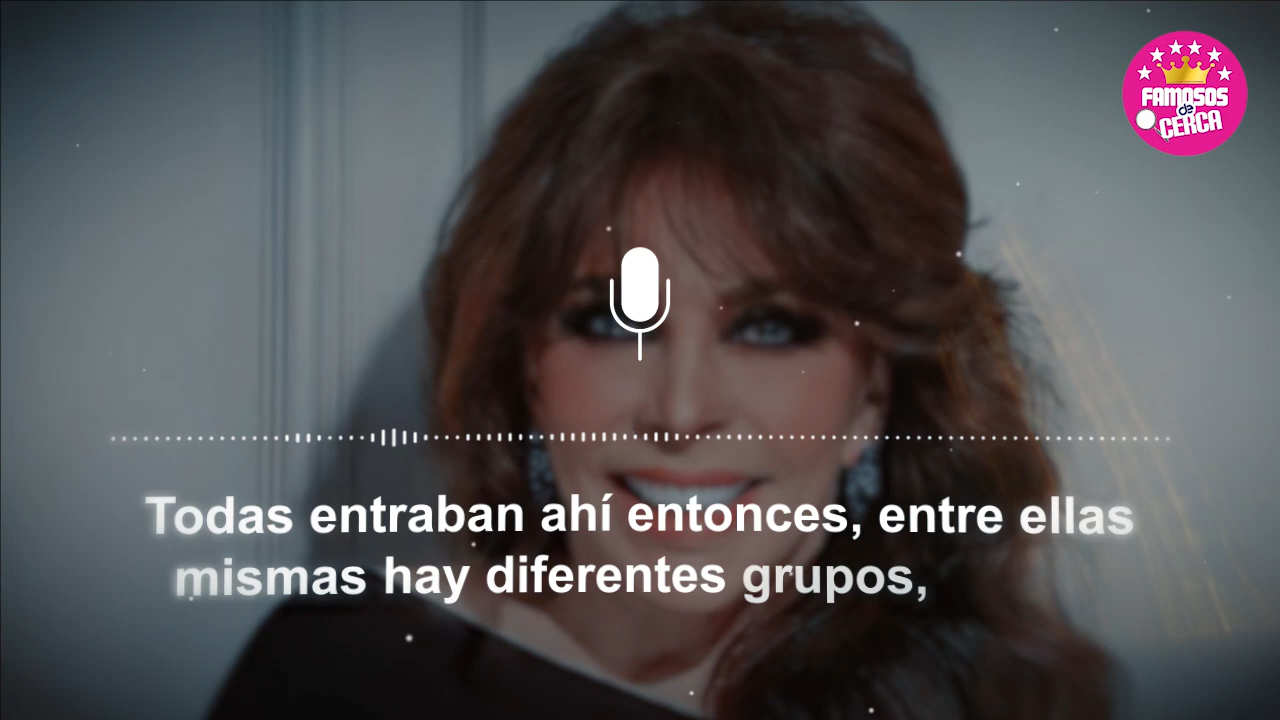 FAMOSOS
de
CERCA
Todas entraban ahí entonces, entre ellas
mismas hay diferentes grupos,